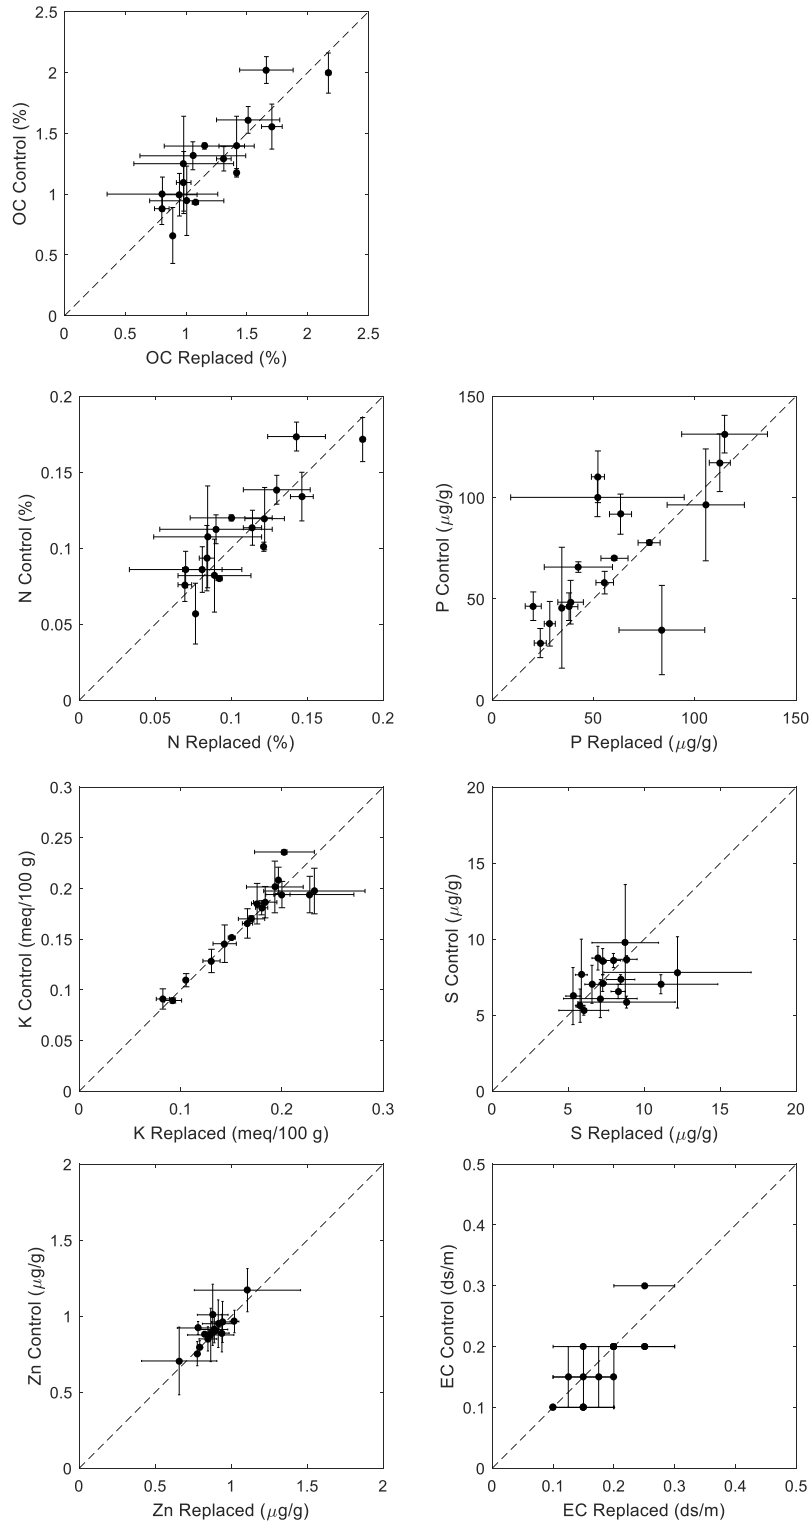 2.5
2
1.5
1
0.5
0
OC Control (%)
0 0.5 1 1.5 2 2.5
OC Replaced (%)
0.2
0.15
0.1
0.05
0
N Control (%)
0 0.05 0.1 0.15 0.2
N Replaced (%)
150
100
50
0
P Control (μg/g)
0 50 100 150
P Replaced (μg/g)
0.3
0.25
0.2
0.15
0.1
0.05
0
K Control (meq/100 g)
0 0.1 0.2 0.3
K Replaced (meq/100 g)
20
15
10
5
0
S Control (μg/g)
0 5 10 15 20
S Replaced (μg/g)
2
1.5
1
0.5
0
Zn Control (μg/g)
0 0.5 1 1.5 2
Zn Replaced (μg/g)
0.5
0.4
0.3
0.2
0.1
0
EC Control (ds/m)
0 0.1 0.2 0.3 0.4 0.5
EC Replaced (ds/m)